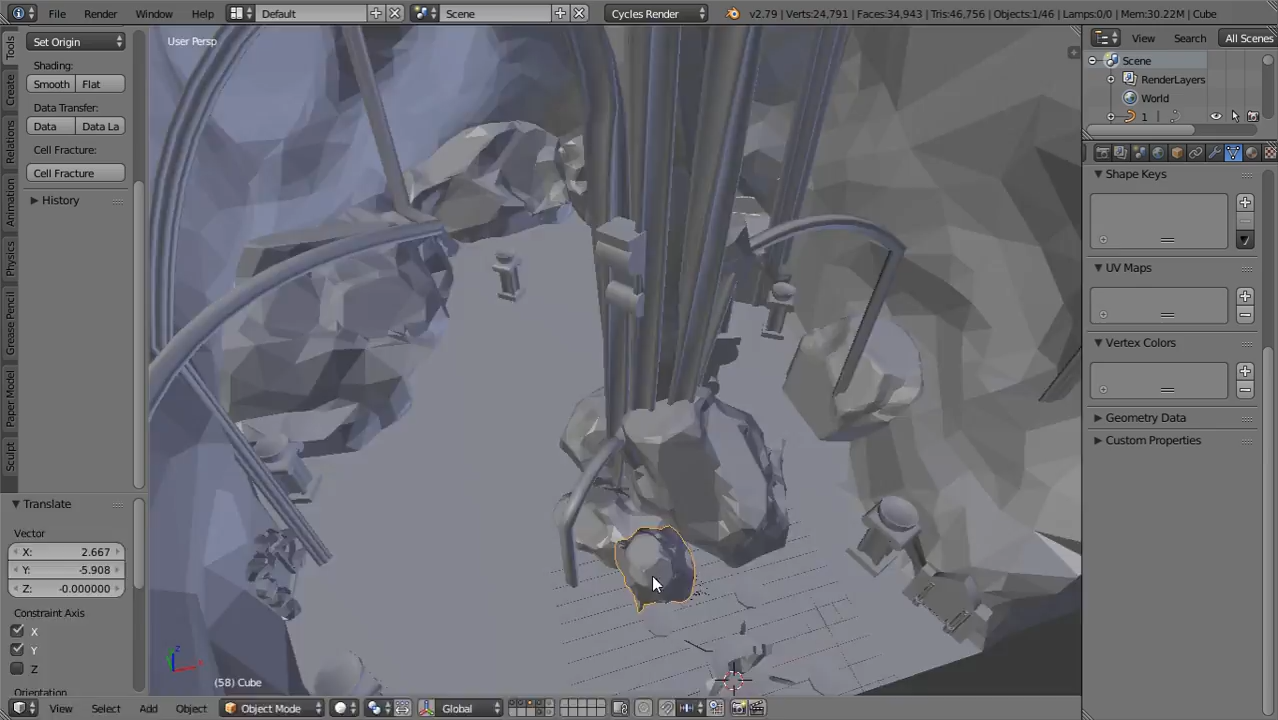 File Render Window Help Default Scene Cycles Render v2.79 | Verts:24,791 | Faces:34,943 | Tris:46,756 | Objects:1/46 | Lamps:0/0 | Mem:30.22M | Cube
Set Origin
User Persp
View Search All Scenes
Tools
Create
Relations
Animation
Physics
Grease Pencil
Paper Model
Sculpt
Shading:
Smooth Flat
Data Transfer:
Data Data La
Cell Fracture:
Cell Fracture
History
Scene
RenderLayers
World
1
Shape Keys
UV Maps
Vertex Colors
Geometry Data
Custom Properties
Translate
Vector
X: 2.667
Y: -5.908
Z: -0.000000
Constraint Axis
X
Y
Z
Orientation
z
(58) Cube
View Select Add Object Object Mode Global